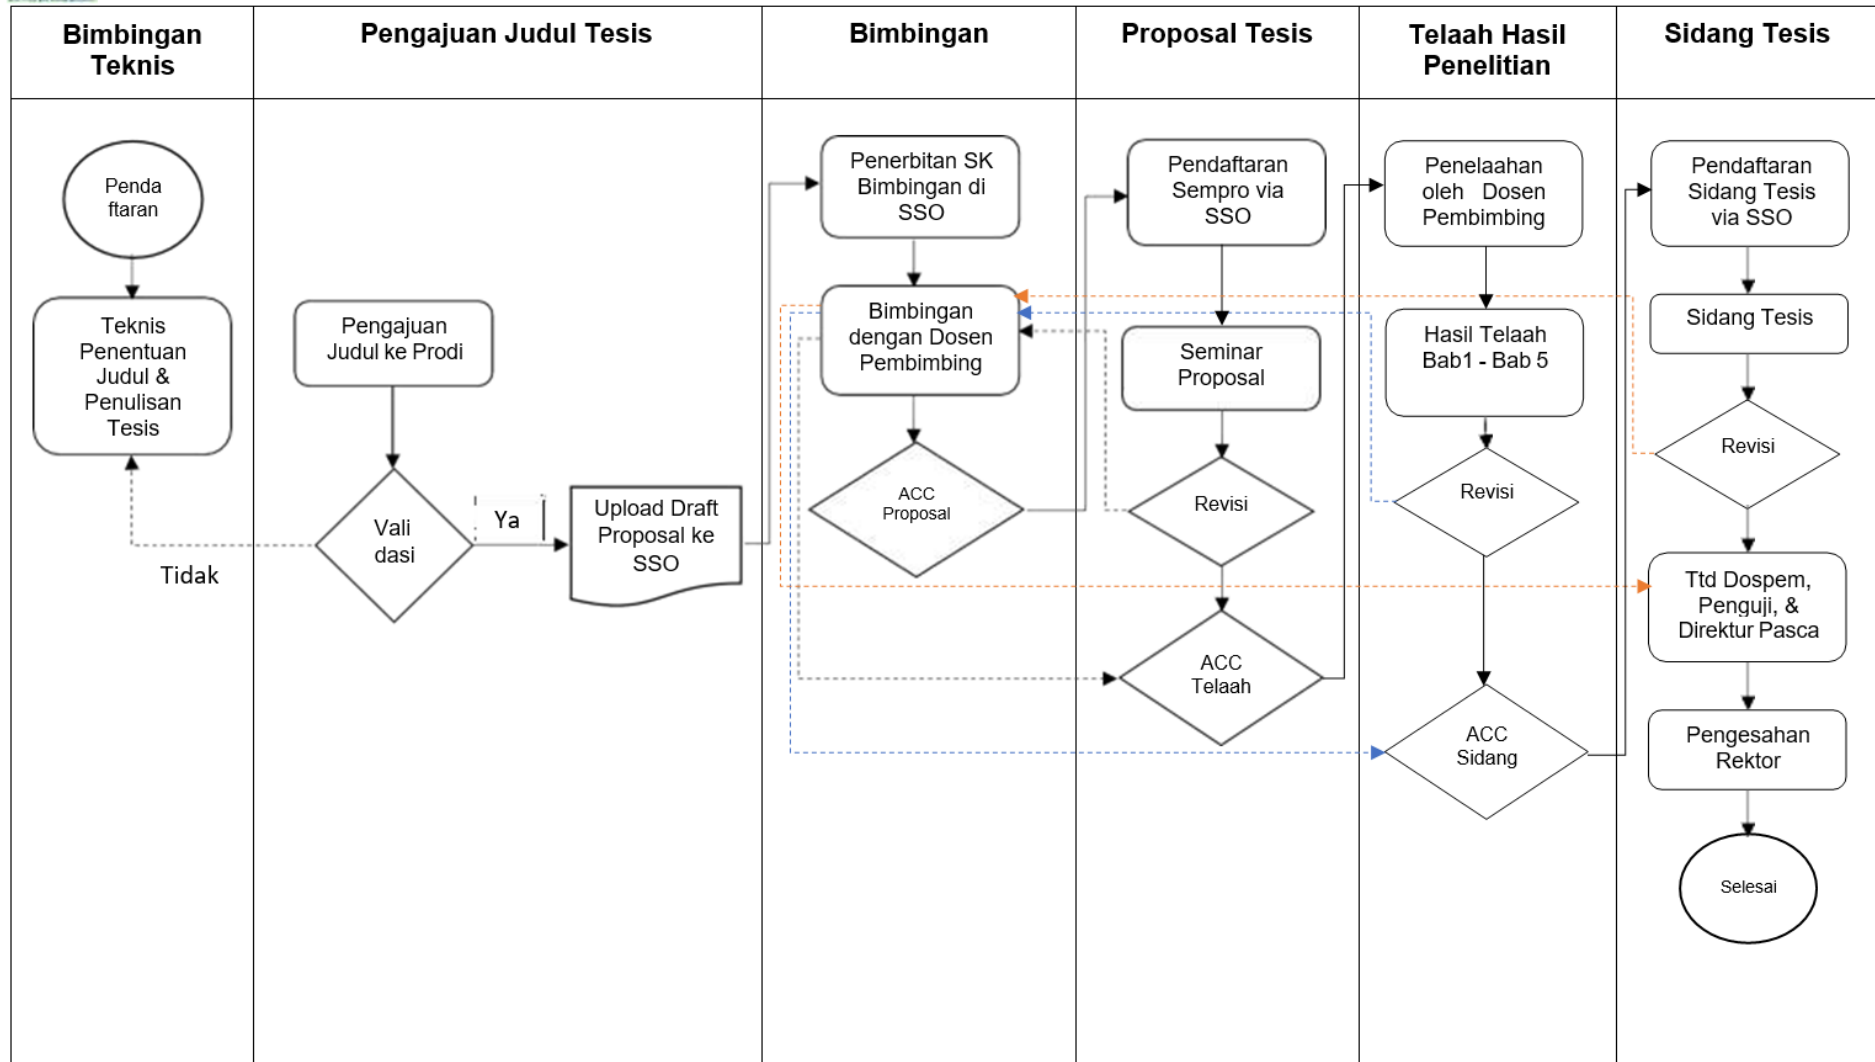 Bimbingan
Teknis
Pengajuan Judul Tesis
Bimbingan
Proposal Tesis
Telaah Hasil
Penelitian
Sidang Tesis
Penda
ftaran
Teknis
Penentuan
Judul &
Penulisan
Tesis
Tidak
Pengajuan
Judul ke Prodi
Vali
dasi
Ya
Upload Draft
Proposal ke
SSO
Penerbitan SK
Bimbingan di
SSO
Bimbingan
dengan Dosen
Pembimbing
ACC
Proposal
Pendaftaran
Sempro via
SSO
Seminar
Proposal
Revisi
ACC
Telaah
Penelaahan
oleh Dosen
Pembimbing
Hasil Telaah
Bab1 - Bab 5
Revisi
ACC
Sidang
Pendaftaran
Sidang Tesis
via SSO
Sidang Tesis
Revisi
Ttd Dospem,
Penguji, &
Direktur Pasca
Pengesahan
Rektor
Selesai